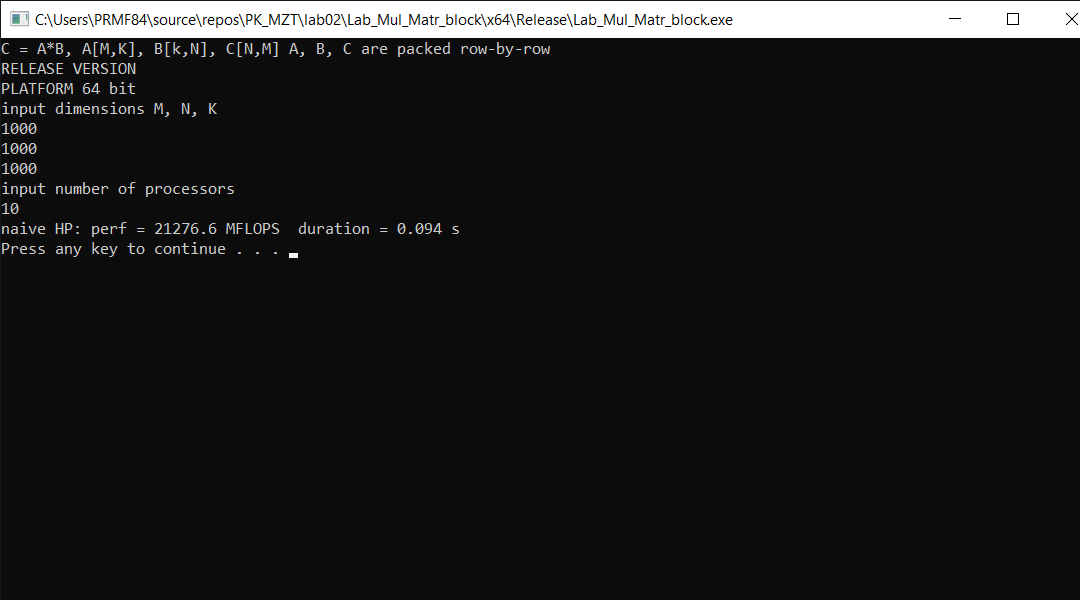 C:\Users\PRMF84\source\repos\PK_MZT\lab02\Lab_Mul_Matr_block\x64\Release\Lab_Mul_Matr_block.exe
C = A*B, A[M,K], B[k,N], C[N,M] A, B, C are packed row-by-row
RELEASE VERSION
PLATFORM 64 bit
input dimensions M, N, K
1000
1000
1000
input number of processors
10
naive HP: perf = 21276.6 MFLOPS  duration = 0.094 s
Press any key to continue . . .